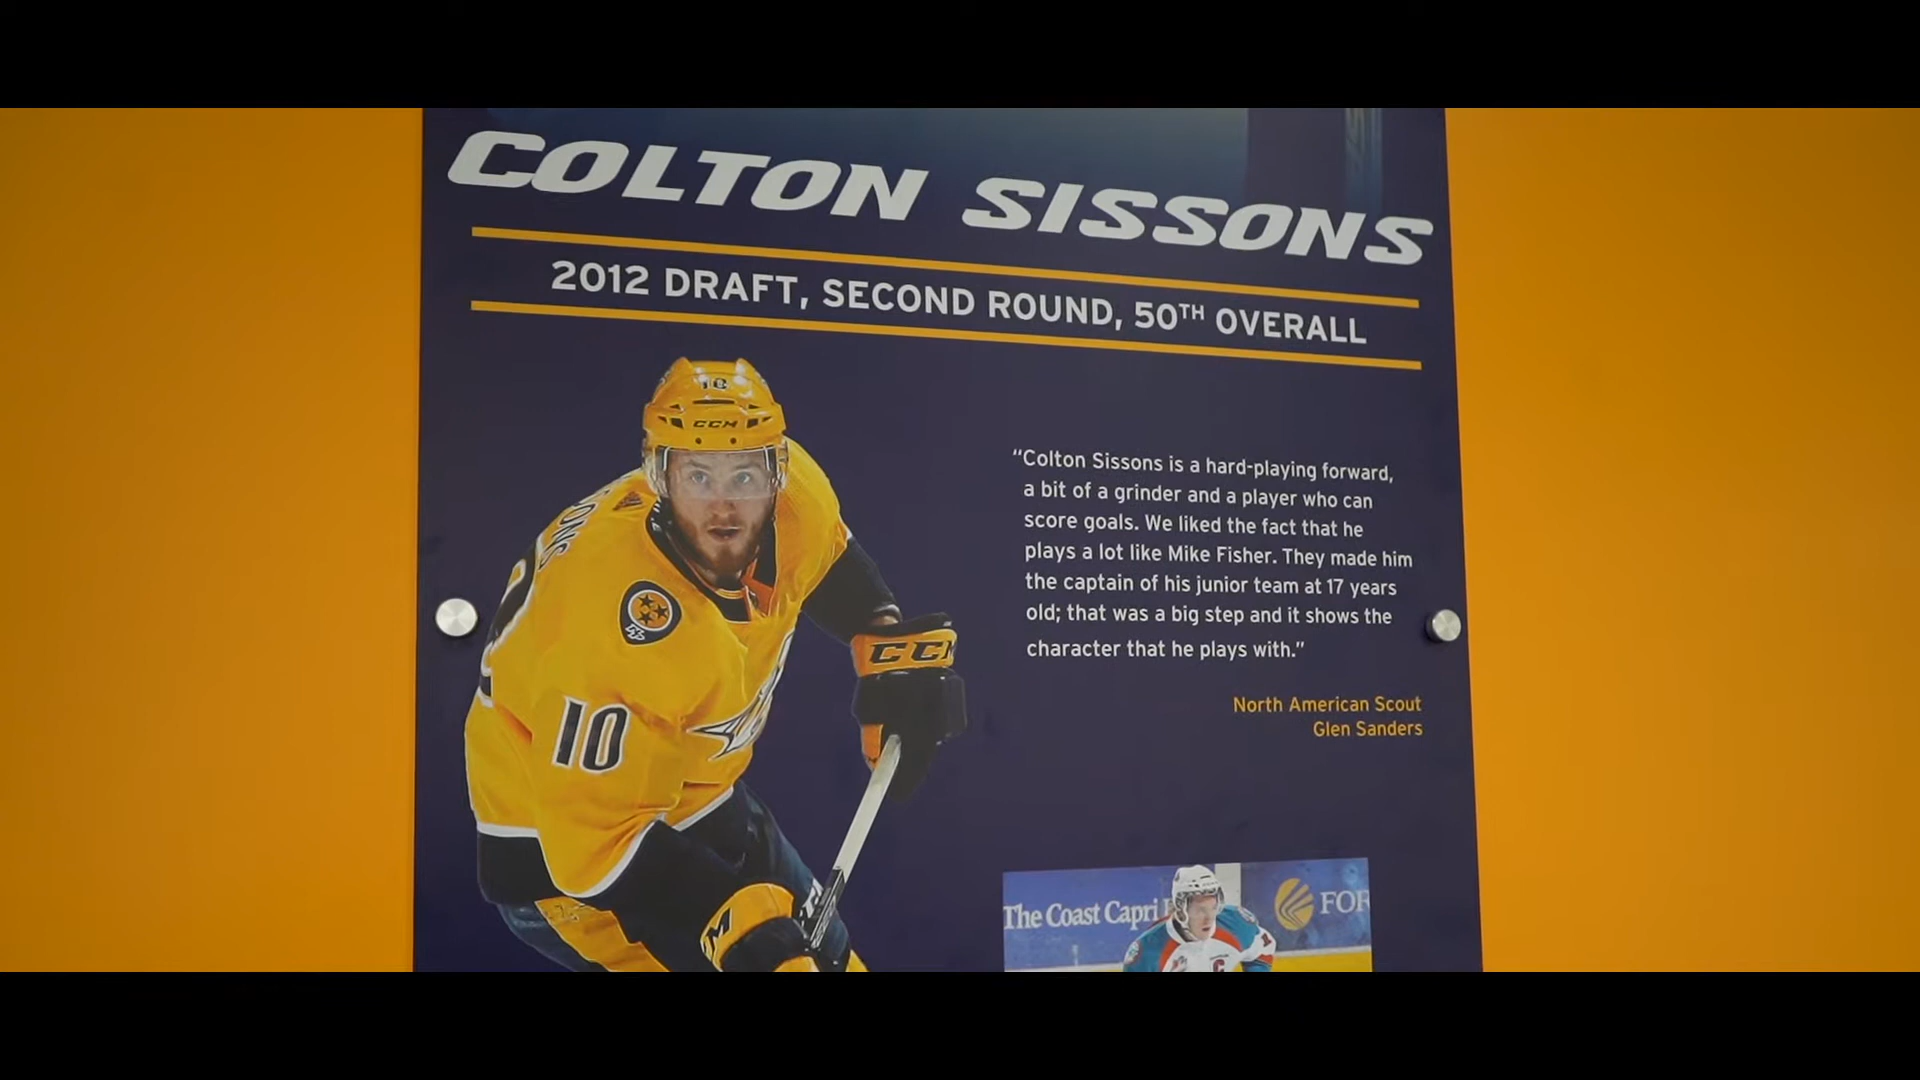 COLTON SISSONS
2012 DRAFT, SECOND ROUND, 50TH OVERALL
10
CCM
“Colton Sissons is a hard-playing forward,
a bit of a grinder and a player who can
score goals. We liked the fact that he
plays a lot like Mike Fisher. They made him
the captain of his junior team at 17 years
old; that was a big step and it shows the
character that he plays with.”
North American Scout
Glen Sanders
CCM
10
The Coast Capri
FOR
C